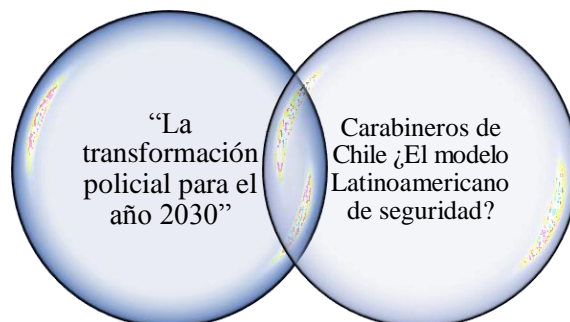 “La
transformación
policial para el
año 2030”
Carabineros de
Chile ¿El modelo
Latinoamericano
de seguridad?